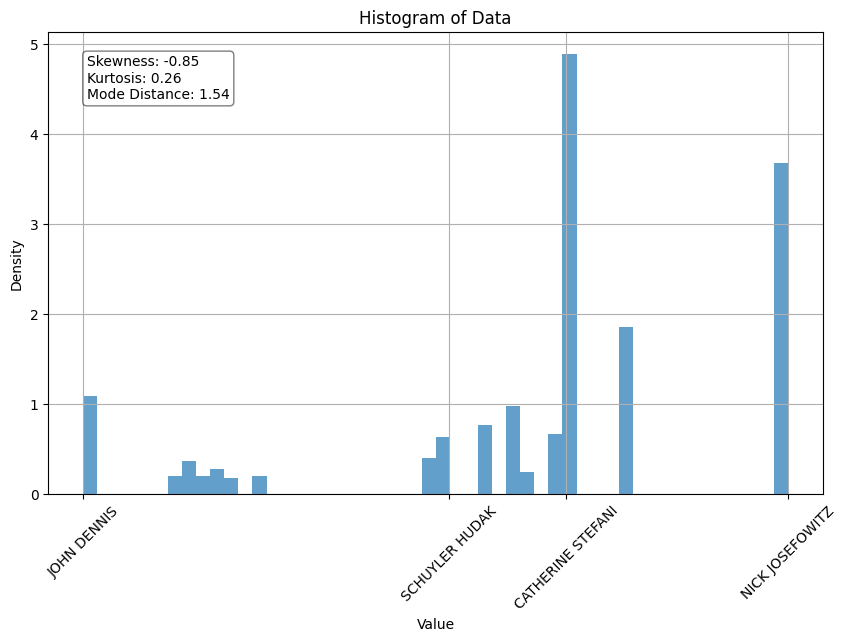 Histogram of Data
Skewness: -0.85
Kurtosis: 0.26
Mode Distance: 1.54
5
4
3
2
1
0
Density
JOHN DENNIS
SCHUYLER HUDAK
CATHERINE STEFANI
NICK JOSEFOWITZ
Value